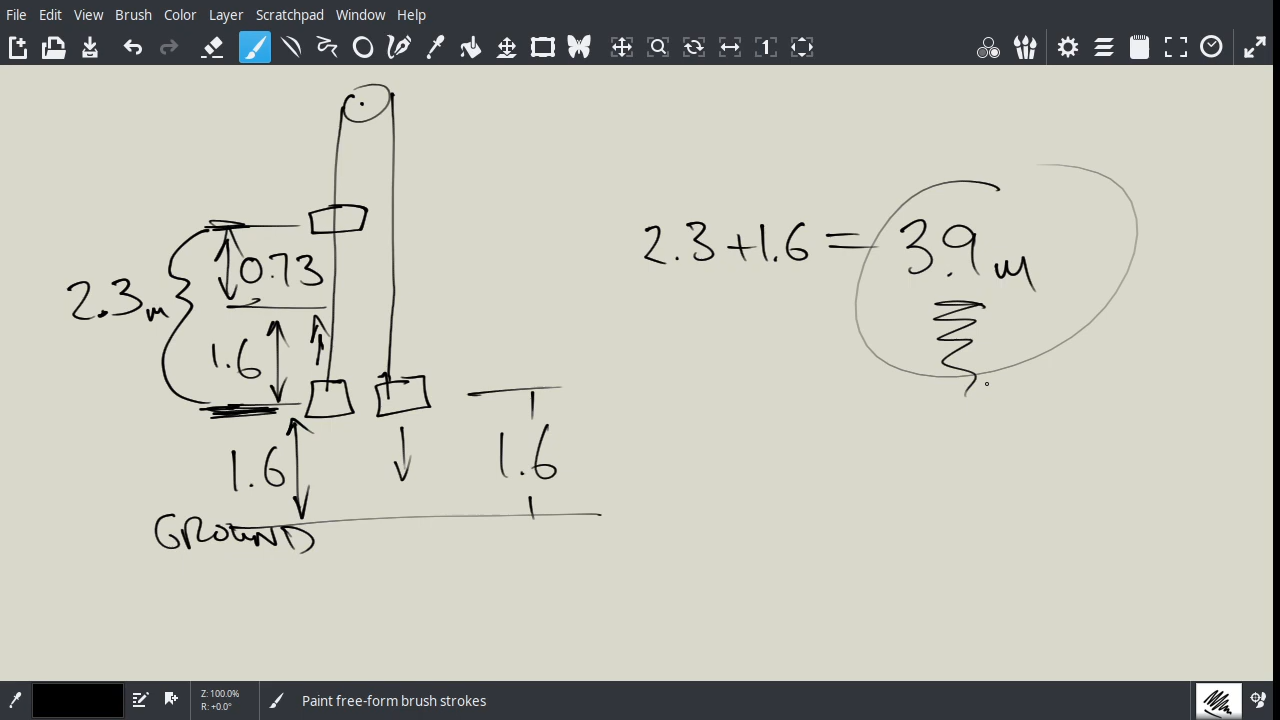 File Edit View Brush Color Layer Scratchpad Window Help
2.3+1.6=3.9m
0.73
2.3m
1.6
1.6
1.6
GROUND
Z: 100.0%
R: +0.0°
Paint free-form brush strokes